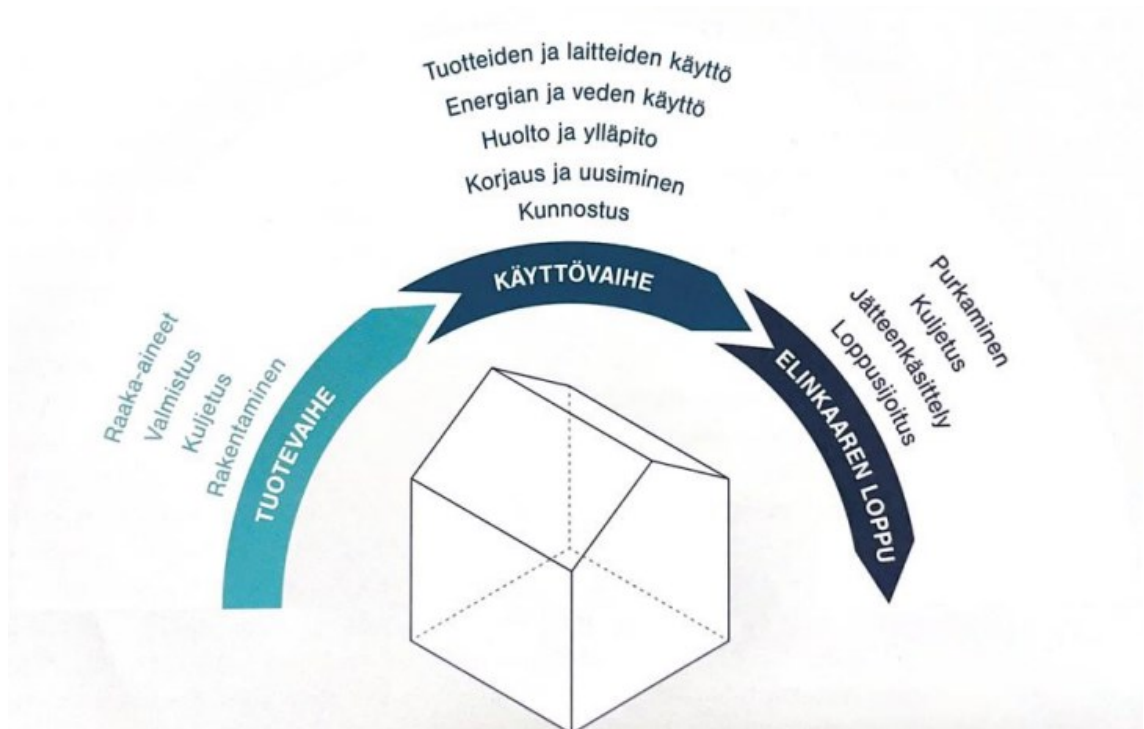 Tuotteiden ja laitteiden käyttö
Energian ja veden käyttö
Huolto ja ylläpito
Korjaus ja uusiminen
Kunnostus
KÄYTTÖVAIHE
Raaka-aineet
Valmistus
Kuljetus
Rakentaminen
TUOTEVAIHE
Purkaminen
Kuljetus
Jätteenkäsittely
Loppusijoitus
ELINKAAREN LOPPU